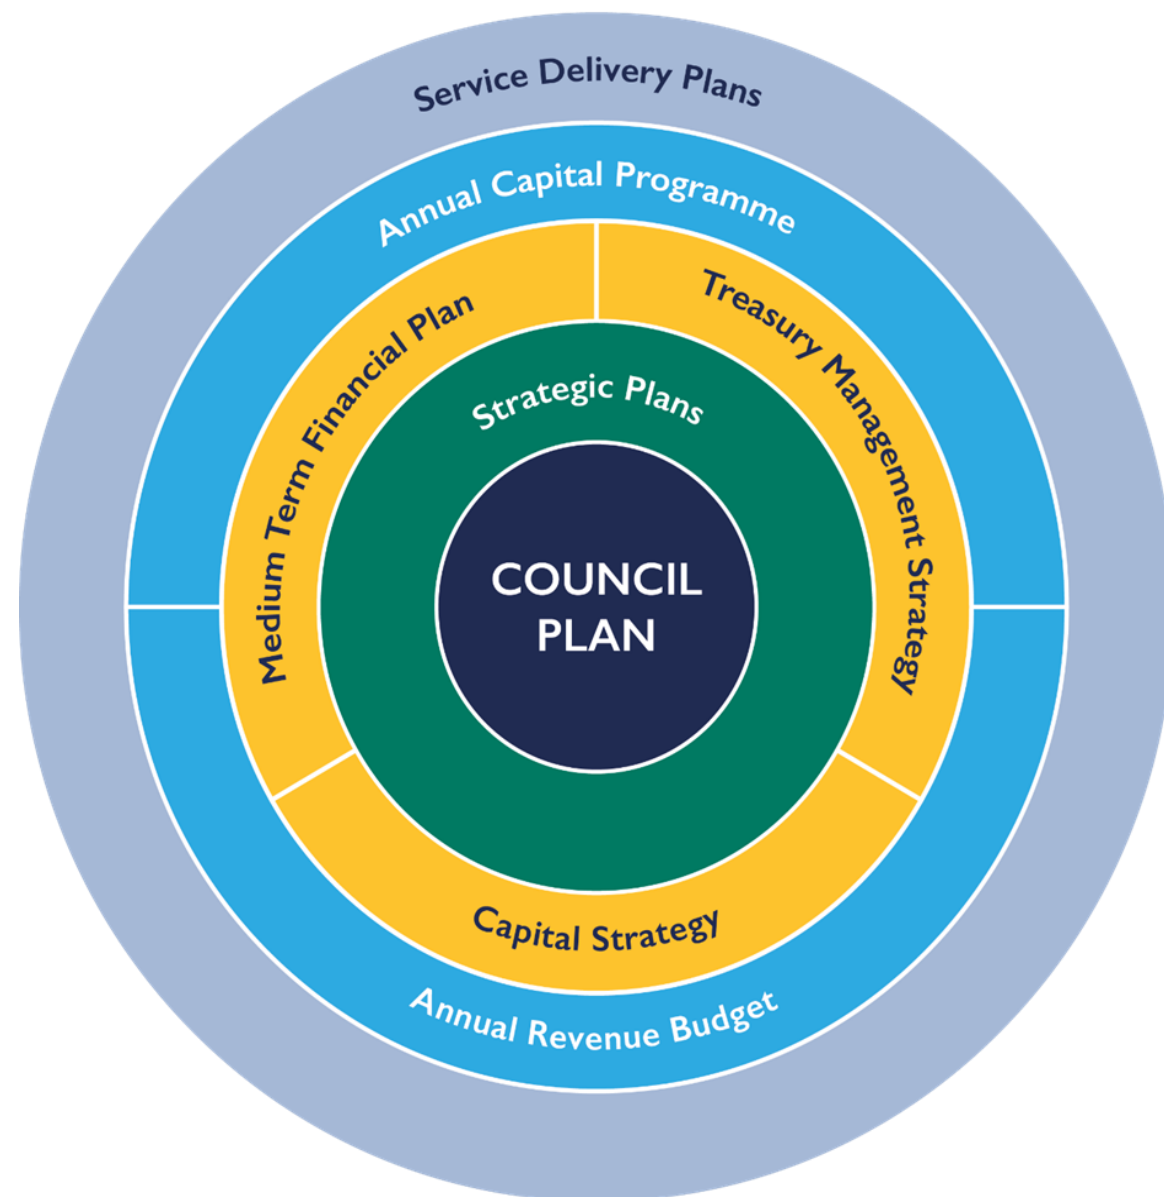 Service Delivery Plans
Annual Capital Programme
Medium Term Financial Plan
Treasury Management Strategy
Strategic Plans
COUNCIL
PLAN
Capital Strategy
Annual Revenue Budget